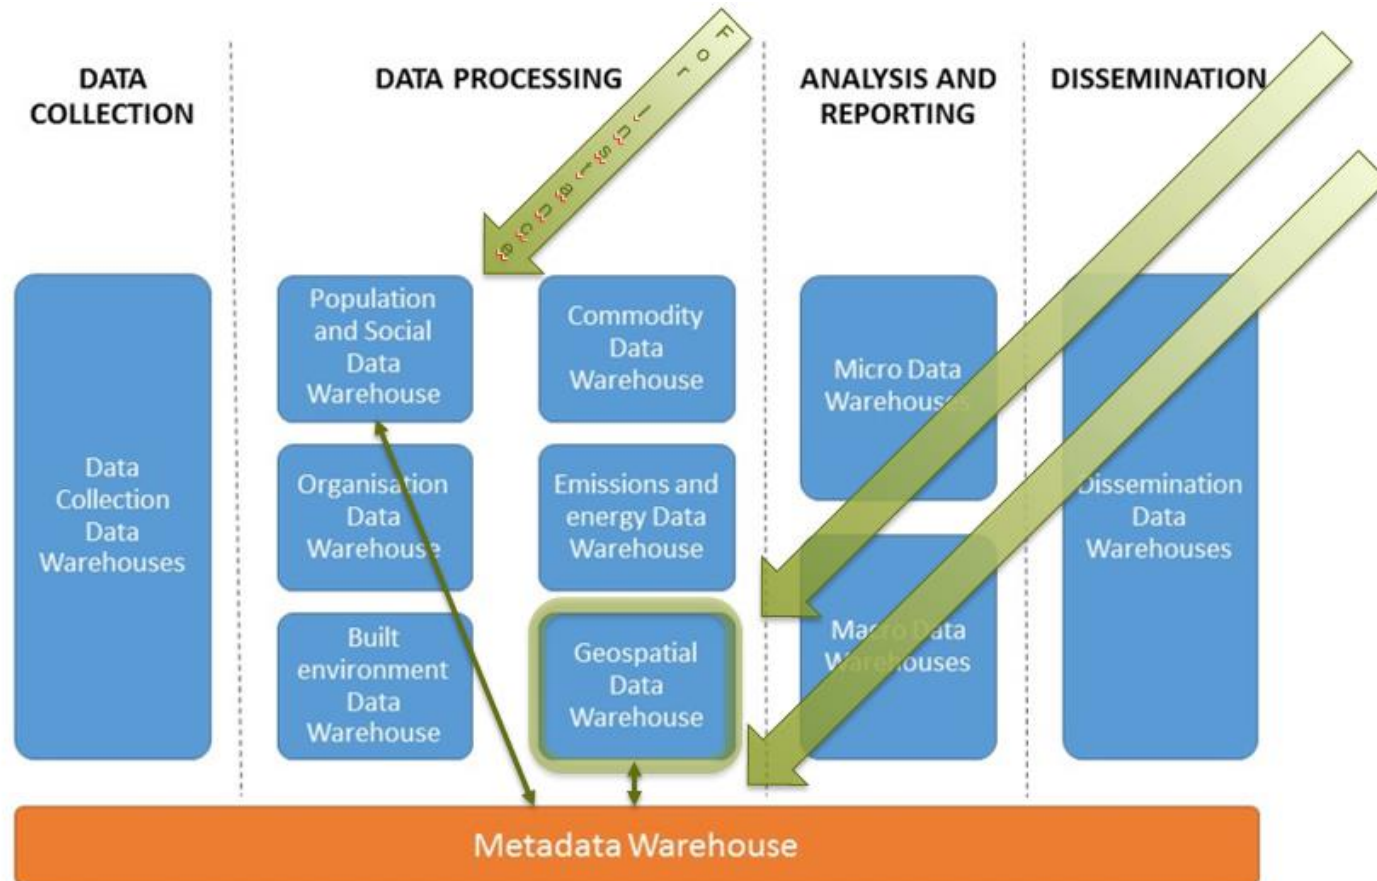 DATA
COLLECTION
DATA PROCESSING
ANALYSIS AND
REPORTING
DISSEMINATION
For instance
Data
Collection
Data
Warehouses
Population
and Social
Data
Warehouse
Commodity
Data
Warehouse
Organisation
Data
Warehouse
Emissions and
energy Data
Warehouse
Built
environment
Data
Warehouse
Geospatial
Data
Warehouse
Micro Data
Warehouses
Macro Data
Warehouses
Dissemination
Data
Warehouses
Metadata Warehouse